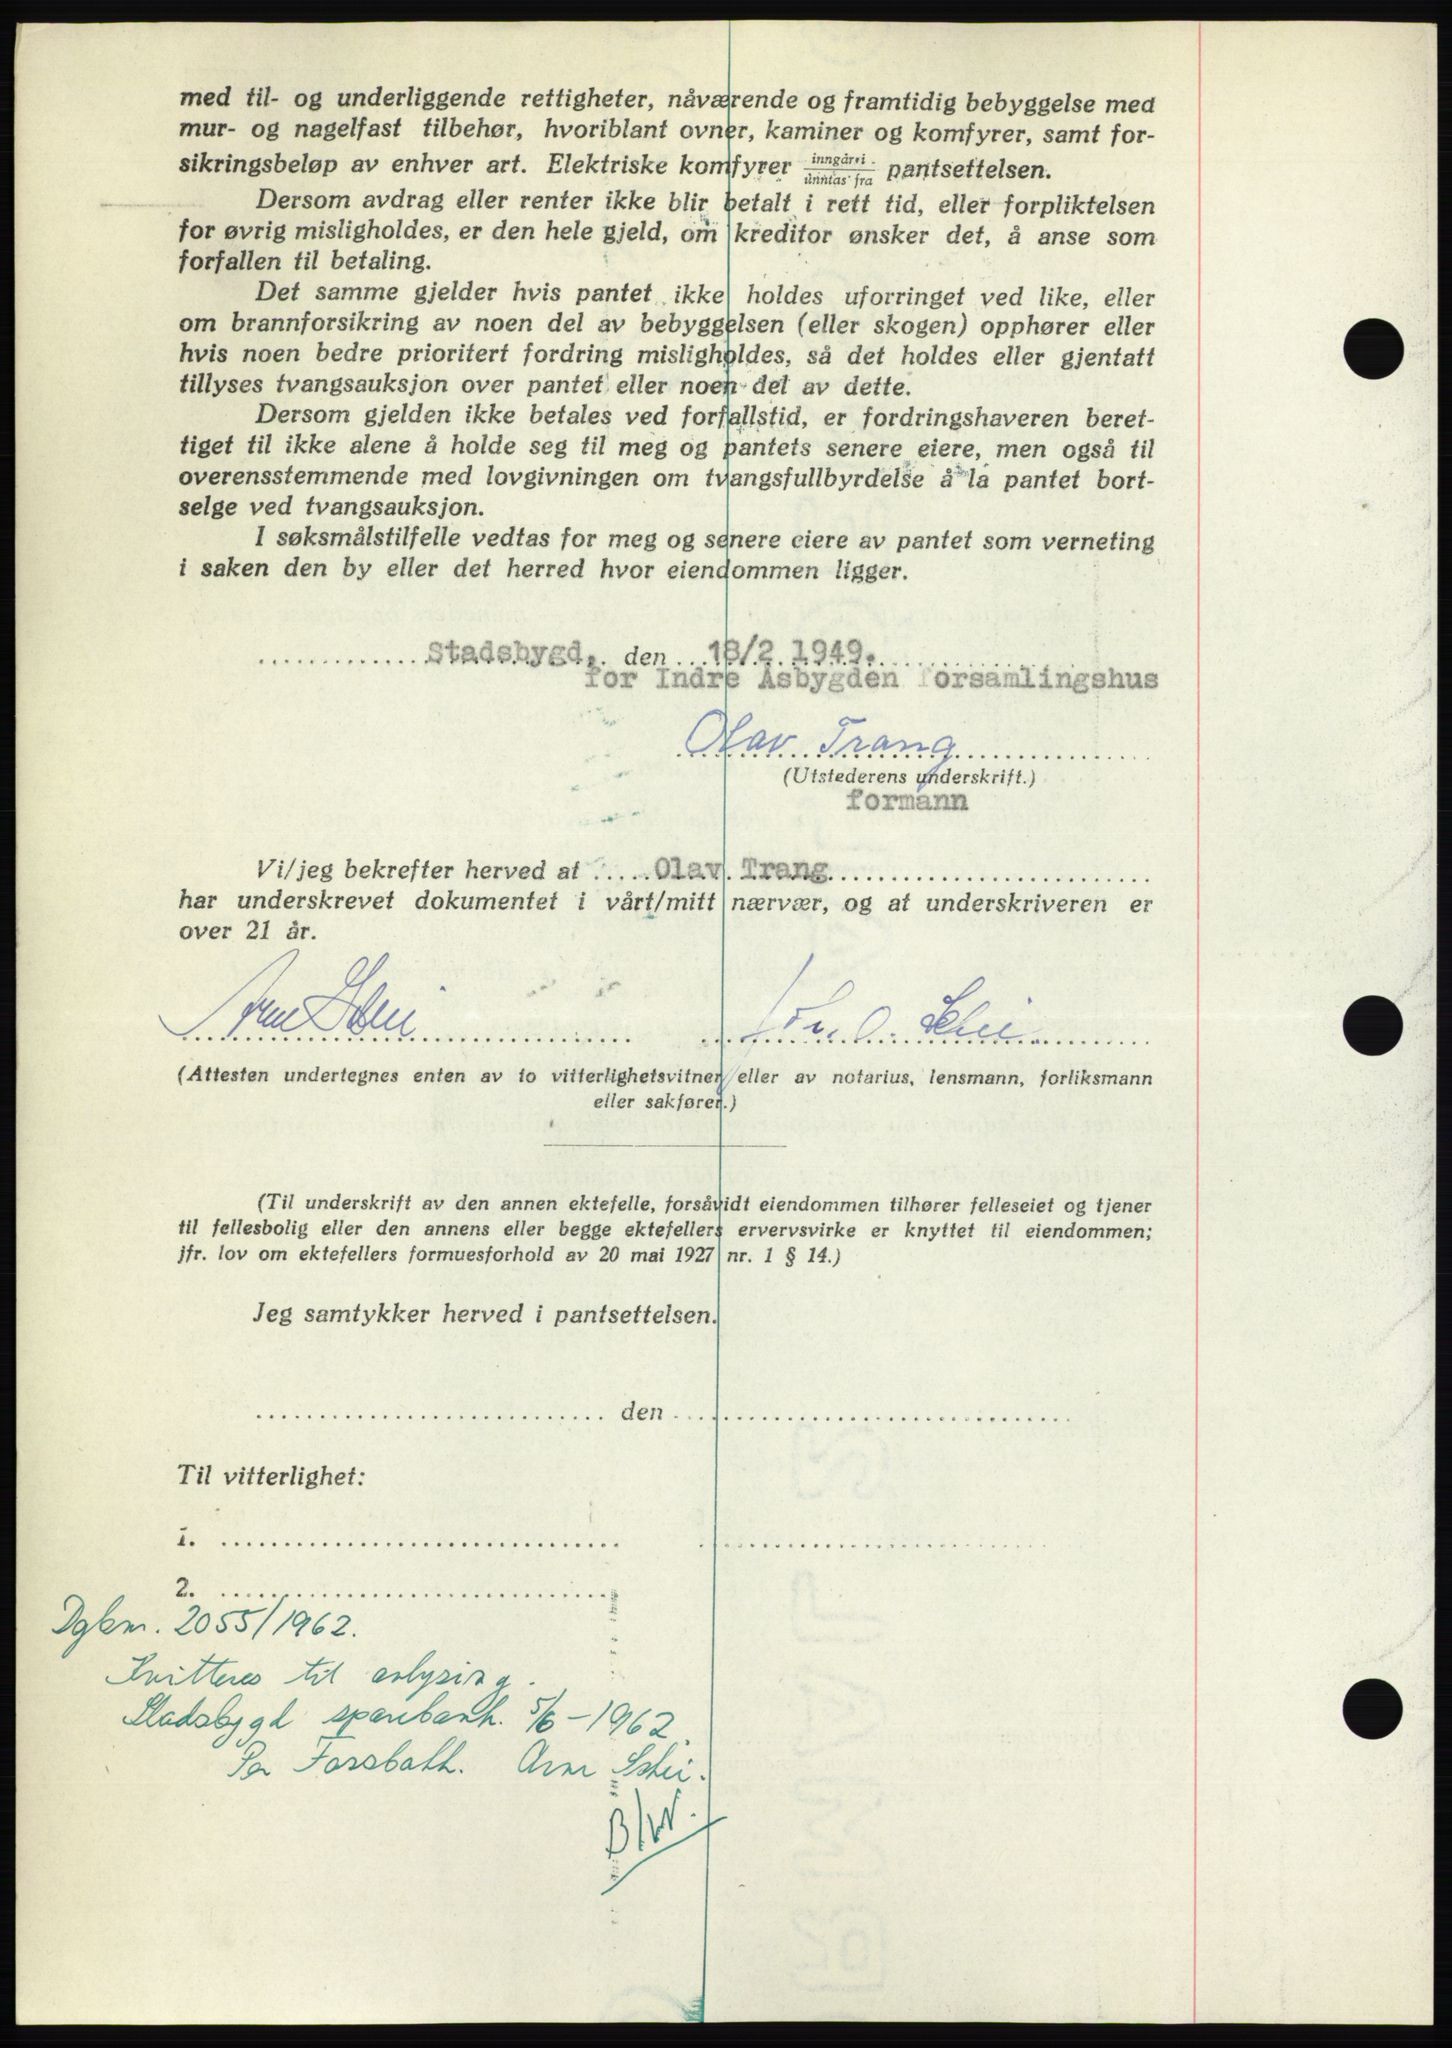 med til- og underliggende rettigheter, nåværende og framtidig bebyggelse med
mur- og nagelfast tilbehør, hvoriblant ovner, kaminer og komfyrer, samt for-
sikringsbeløp av enhver art. Elektriske komfyrer inngår i / unntas fra pantsettelsen.
Dersom avdrag eller renter ikke blir betalt i rett tid, eller forpliktelsen
for øvrig misligholdes, er den hele gjeld, om kreditor ønsker det, å anse som
forfallen til betaling.
Det samme gjelder hvis pantet ikke holdes uforringet ved like, eller
om brannforsikring av noen del av bebyggelsen (eller skogen) opphører eller
hvis noen bedre prioritert fordring misligholdes, så det holdes eller gjentatt
tillyses tvangsauksjon over pantet eller noen del av dette.
Dersom gjelden ikke betales ved forfallstid, er fordringshaveren beret-
tiget til ikke alene å holde seg til meg og pantets senere eiere, men også til
overensstemmende med lovgivningen om tvangsfullbyrdelse å la pantet bort-
selge ved tvangsauksjon.
I søksmålstilfelle vedtas for meg og senere eiere av pantet som verneting
i saken den by eller det herred hvor eiendommen ligger.
Stadsbygd, den 18/2 1949.
for Indre Åsbygden forsamlingshus
Olav Trang
(Utstederens underskrift.)
formann
Vi/jeg bekrefter herved at Olav Trang
har underskrevet dokumentet i vårt/mitt nærvær, og at underskriveren er
over 21 år.
Arne Schei O. Schei
(Attesten undertegnes enten av to vitterlighetsvitner eller av notarius, lensmann, forliksmann
eller sakfører.)
(Til underskrift av den annen ektefelle, forsåvidt eiendommen tilhører felleseiet og tjener
til fellesbolig eller den annens eller begge ektefellers ervervsvirke er knyttet til eiendommen;
jfr. lov om ektefellers formuesforhold av 20 mai 1927 nr. 1 § 14.)
Jeg samtykker herved i pantsettelsen.
den
Til vitterlighet:
1.
2.
Dgbnr. 2055/1962.
Kvitteres til avlysing.
Stadsbygd sparebank. 5/6-1962
Per Forsbakk. Arne Schei.